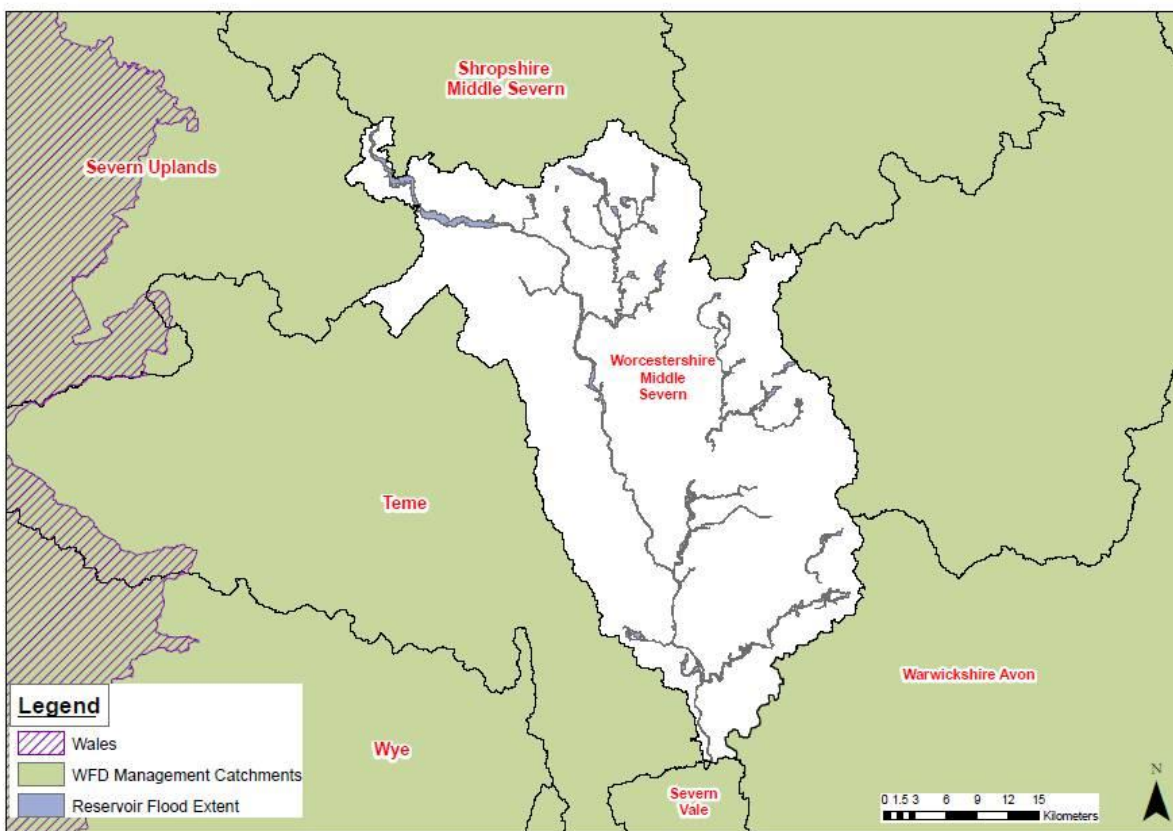 Shropshire
Middle Severn
Severn Uplands
Worcestershire
Middle
Severn
Teme
Warwickshire Avon
Wye
Severn
Vale
Legend
Wales
WFD Management Catchments
Reservoir Flood Extent
N
0 1.5 3 6 9 12 15
Kilometers